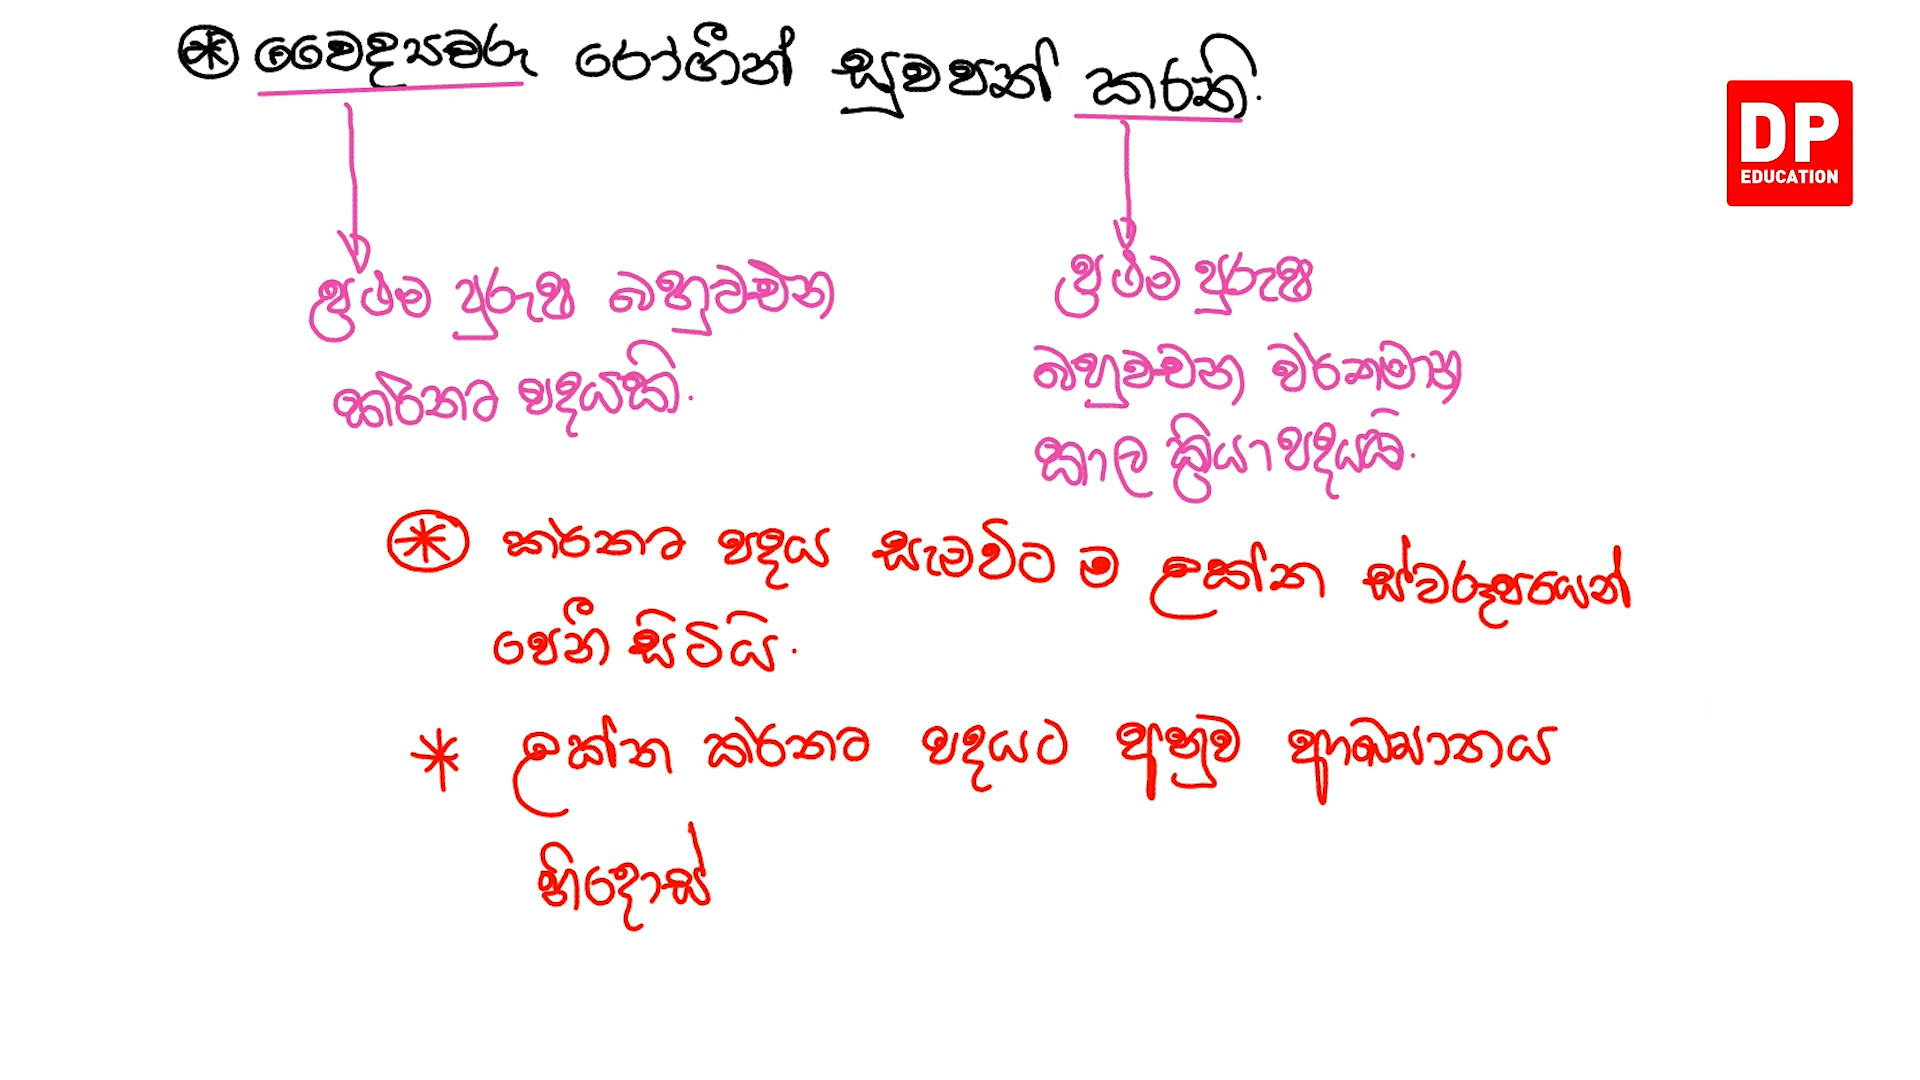 වෛද්‍යවරු රෝගීන් සුවපත් කරති.
DP
EDUCATION
ප්‍රථම පුරුෂ බහුවචන
කර්තෘ පදයකි.
ප්‍රථම පුරුෂ
බහුවචන වර්තමාන
කාල ක්‍රියාපදයකි.
කර්තෘ පදය සැමවිට ම උක්ත ස්වරූපයෙන්
පෙනී සිටියි.
උක්ත කර්තෘ පදයට අනුව ආඛ්‍යාතය
නිදොස්